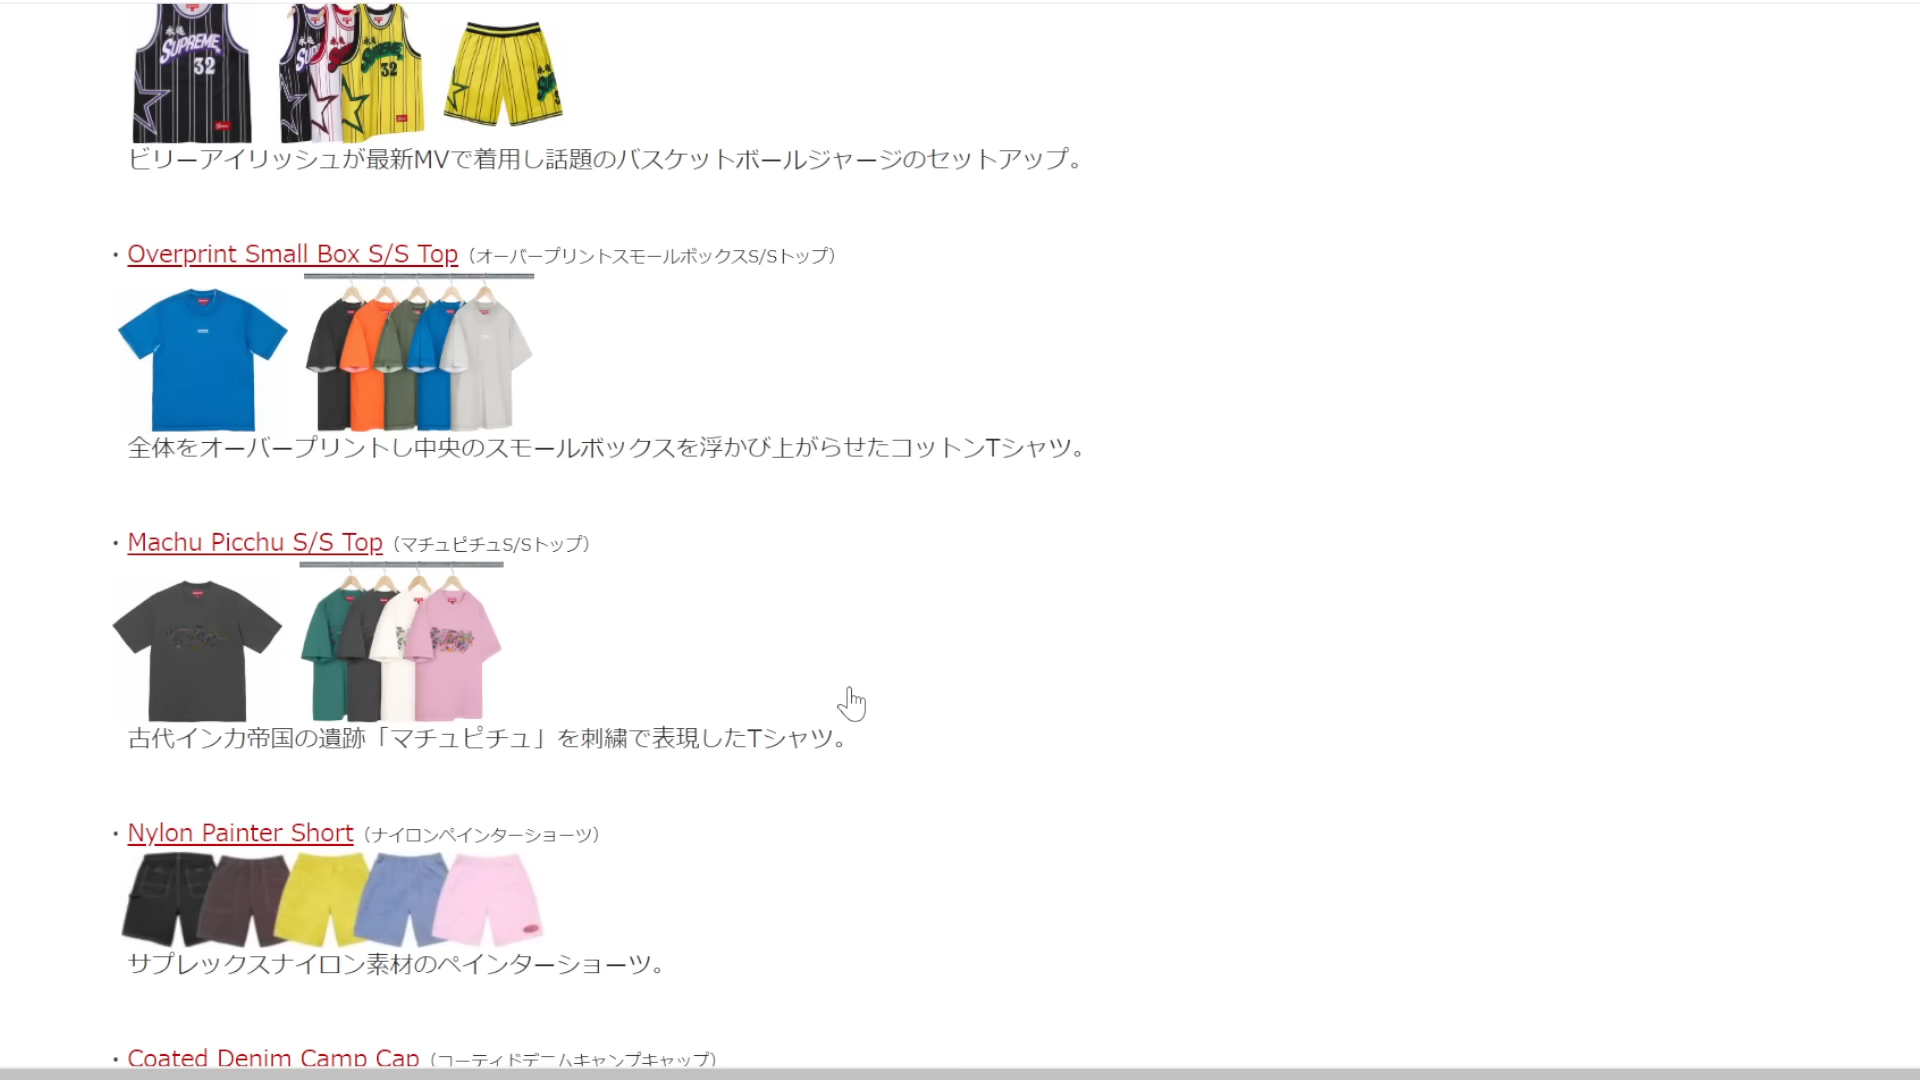 SUPREME
32
32
ビリーアイリッシュが最新MVで着用し話題のバスケットボールジャージのセットアップ。
・Overprint Small Box S/S Top（オーバープリントスモールボックスS/Sトップ）
全体をオーバープリントし中央のスモールボックスを浮かび上がらせたコットンTシャツ。
・Machu Picchu S/S Top（マチュピチュS/Sトップ）
古代インカ帝国の遺跡「マチュピチュ」を刺繍で表現したTシャツ。
・Nylon Painter Short（ナイロンペインターショーツ）
サプレックスナイロン素材のペインターショーツ。
・Coated Denim Camp Cap（コーティドデニムキャンプキャップ）